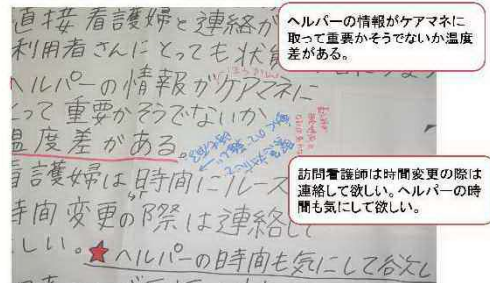 直接看護婦と連絡が
利用者さんにとっても状態
ヘルパーの情報がケアマネに
とって重要かそうでないか
温度差がある。
看護婦は時間にルース
時間変更の際は連絡して
しい。★ヘルパーの時間も気にして欲し
ヘルパーの情報がケアマネに
取って重要かそうでないか温度
差がある。
訪問看護師は時間変更の際は
連絡して欲しい。ヘルパーの時
間も気にして欲しい。